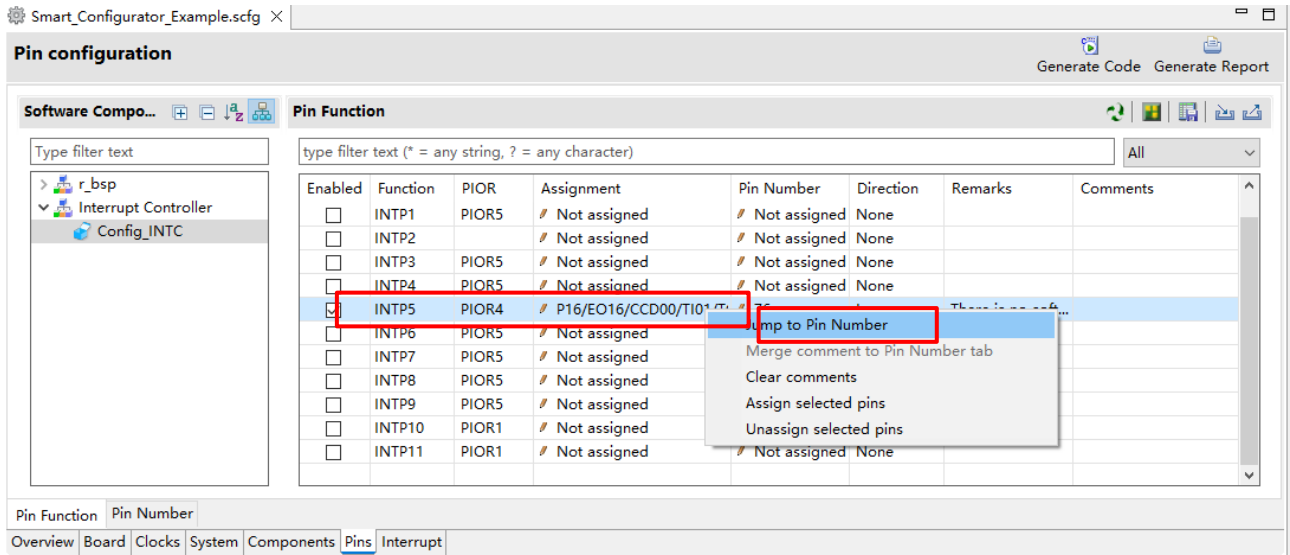 Smart_Configurator_Example.scfg
Pin configuration
Generate Code Generate Report
Software Compo...
Pin Function
Type filter text
type filter text (* = any string, ? = any character)
All
r_bsp
Interrupt Controller
Config_INTC
Enabled Function PIOR Assignment Pin Number Direction Remarks Comments
INTP1 PIOR5 Not assigned Not assigned None
INTP2 Not assigned Not assigned None
INTP3 PIOR5 Not assigned Not assigned None
INTP4 PIOR5 Not assigned Not assigned None
INTP5 PIOR4 P16/EO16/CCD00/TI01/
INTP6 PIOR5 Not assigned
INTP7 PIOR5 Not assigned
INTP8 PIOR5 Not assigned
INTP9 PIOR5 Not assigned
INTP10 PIOR1 Not assigned
INTP11 PIOR1 Not assigned Not assigned None
Jump to Pin Number
Merge comment to Pin Number tab
Clear comments
Assign selected pins
Unassign selected pins
Pin Function Pin Number
Overview Board Clocks System Components Pins Interrupt